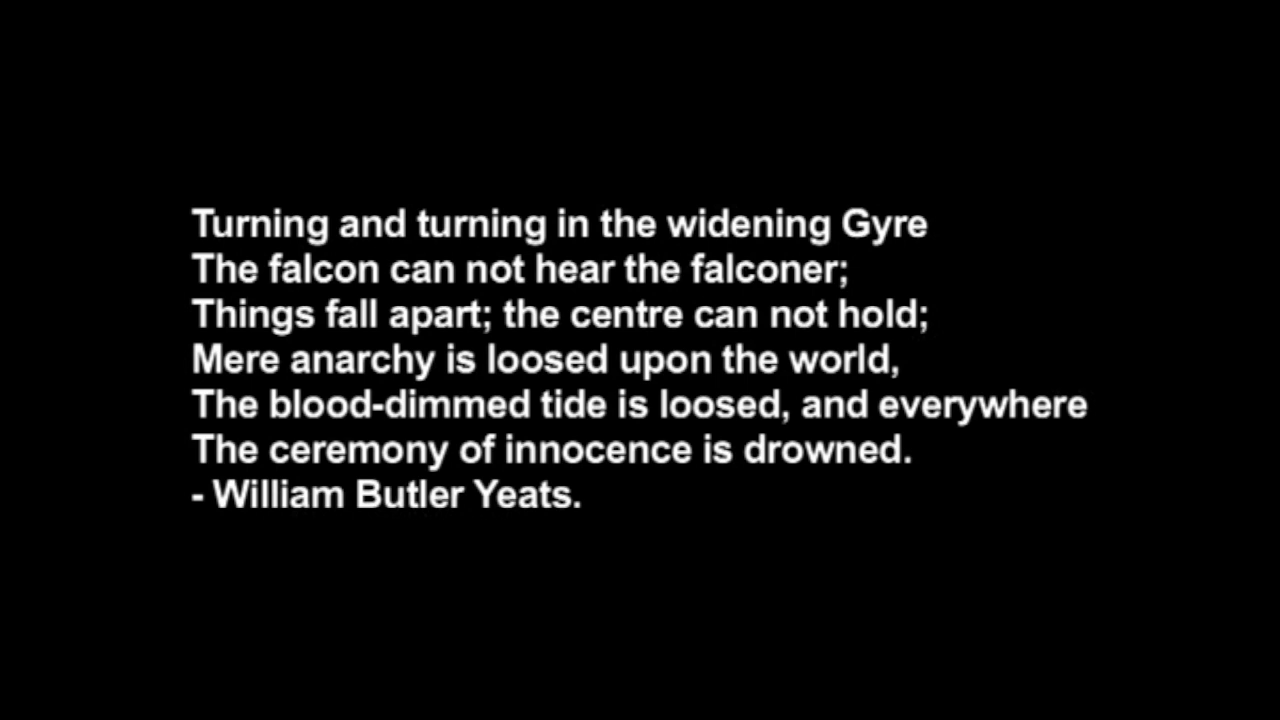 Turning and turning in the widening Gyre
The falcon can not hear the falconer;
Things fall apart; the centre can not hold;
Mere anarchy is loosed upon the world,
The blood-dimmed tide is loosed, and everywhere
The ceremony of innocence is drowned.
- William Butler Yeats.